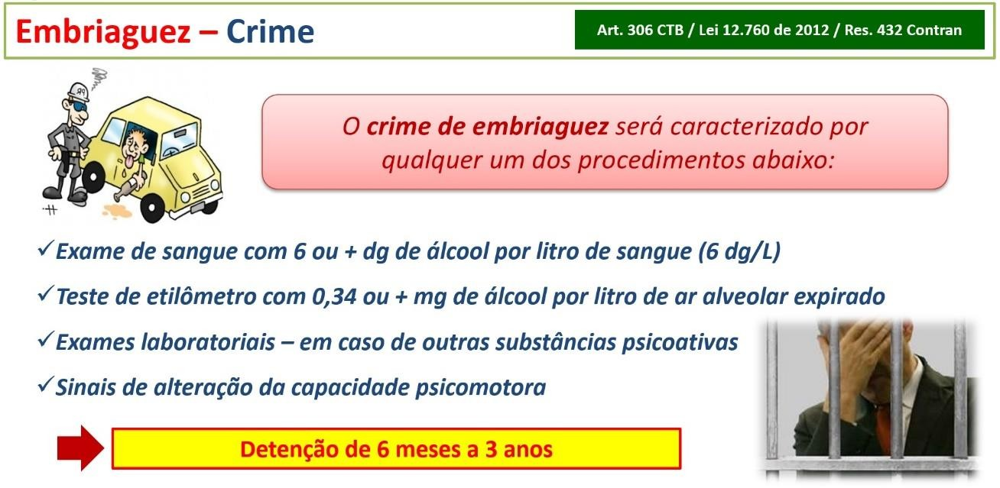 Embriaguez – Crime
Art. 306 CTB / Lei 12.760 de 2012 / Res. 432 Contran
O crime de embriaguez será caracterizado por
qualquer um dos procedimentos abaixo:
✓Exame de sangue com 6 ou + dg de álcool por litro de sangue (6 dg/L)
✓Teste de etilômetro com 0,34 ou + mg de álcool por litro de ar alveolar expirado
✓Exames laboratoriais – em caso de outras substâncias psicoativas
✓Sinais de alteração da capacidade psicomotora
Detenção de 6 meses a 3 anos